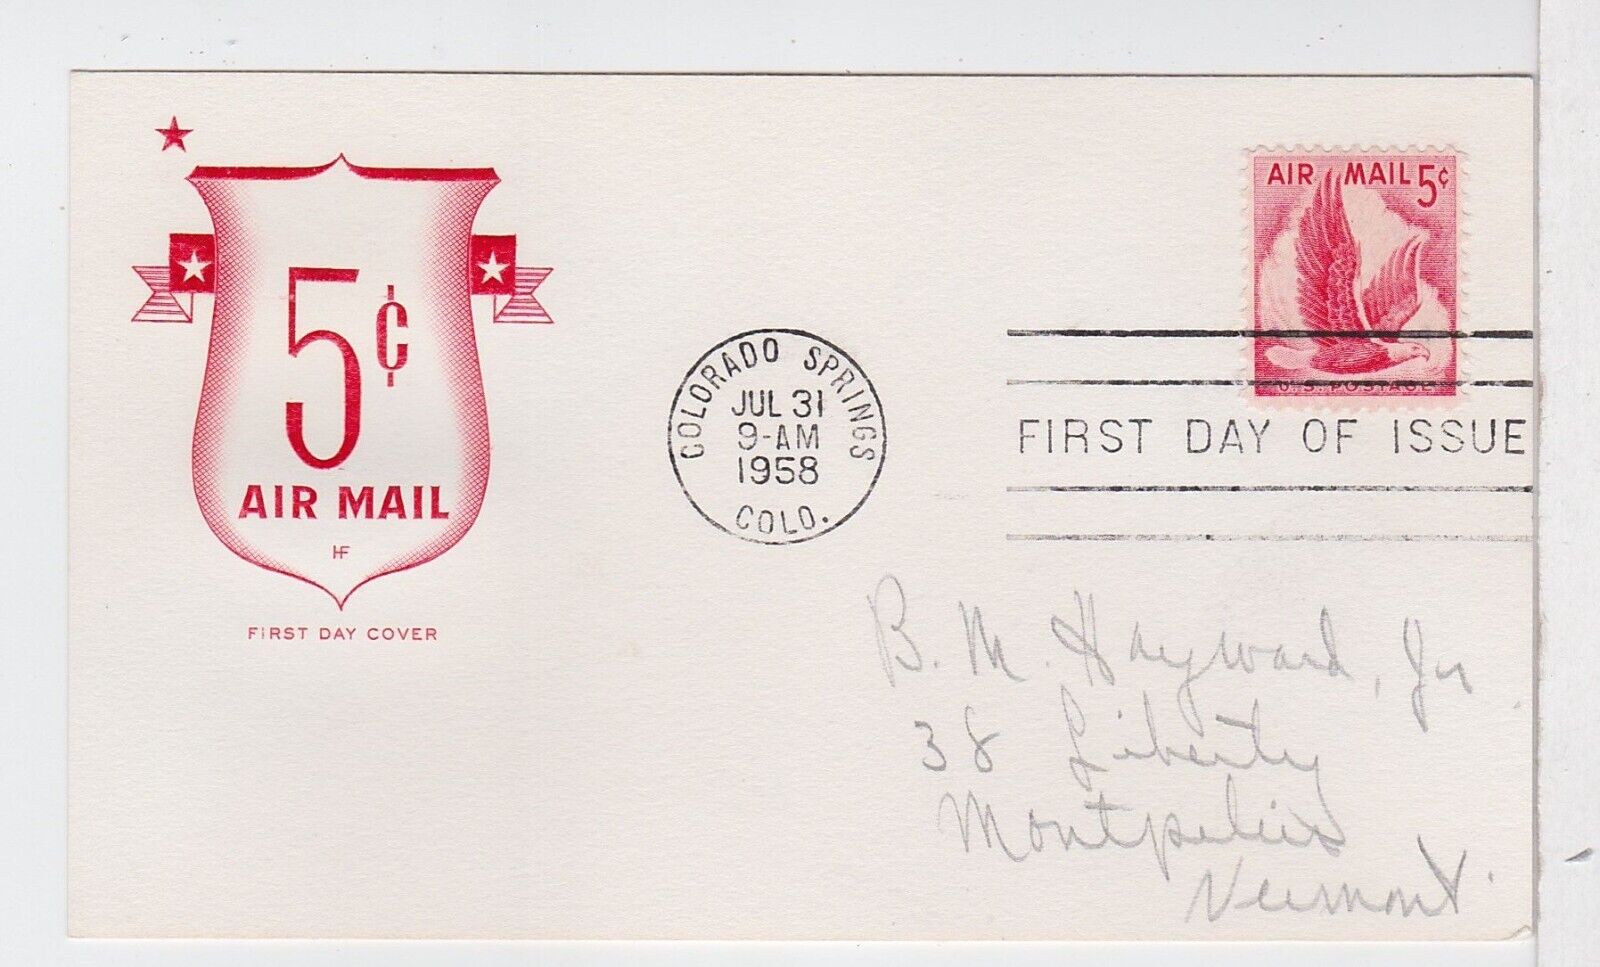 5¢
AIR MAIL
HF
FIRST DAY COVER
COLORADO SPRINGS
JUL 31
9-AM
1958
COLO.
AIR MAIL 5¢
U.S. POSTAGE
FIRST DAY OF ISSUE
B. M. Hayward, Jr.
38 Liberty
Montpelier
Vermont